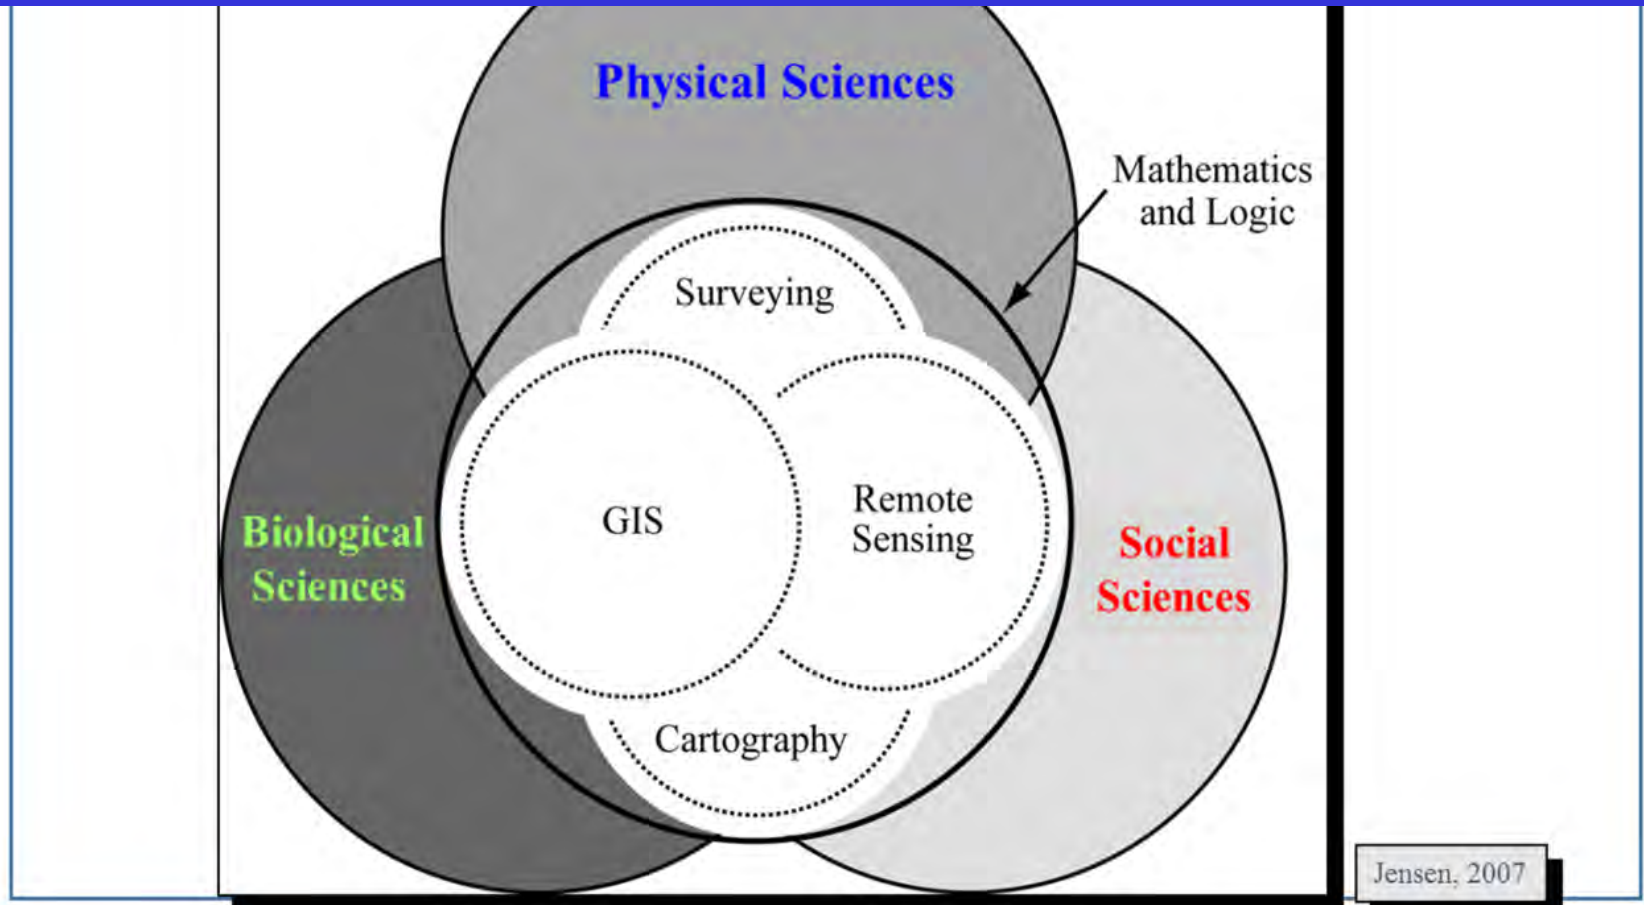 Physical Sciences
Mathematics
and Logic
Surveying
GIS
Remote
Sensing
Biological
Sciences
Social
Sciences
Cartography
Jensen, 2007